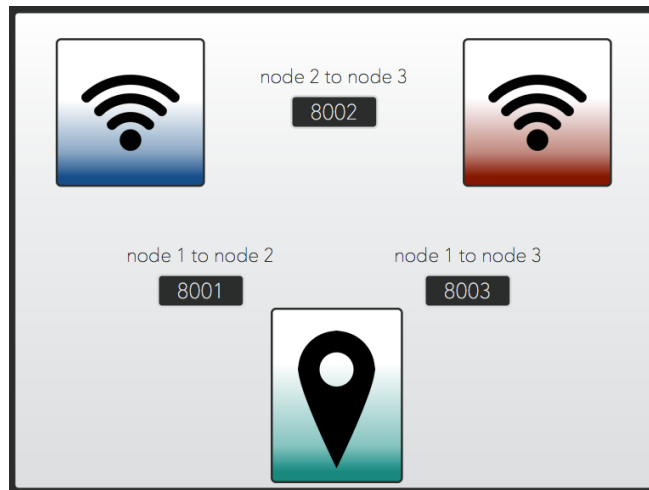 node 2 to node 3
8002
node 1 to node 2
8001
node 1 to node 3
8003